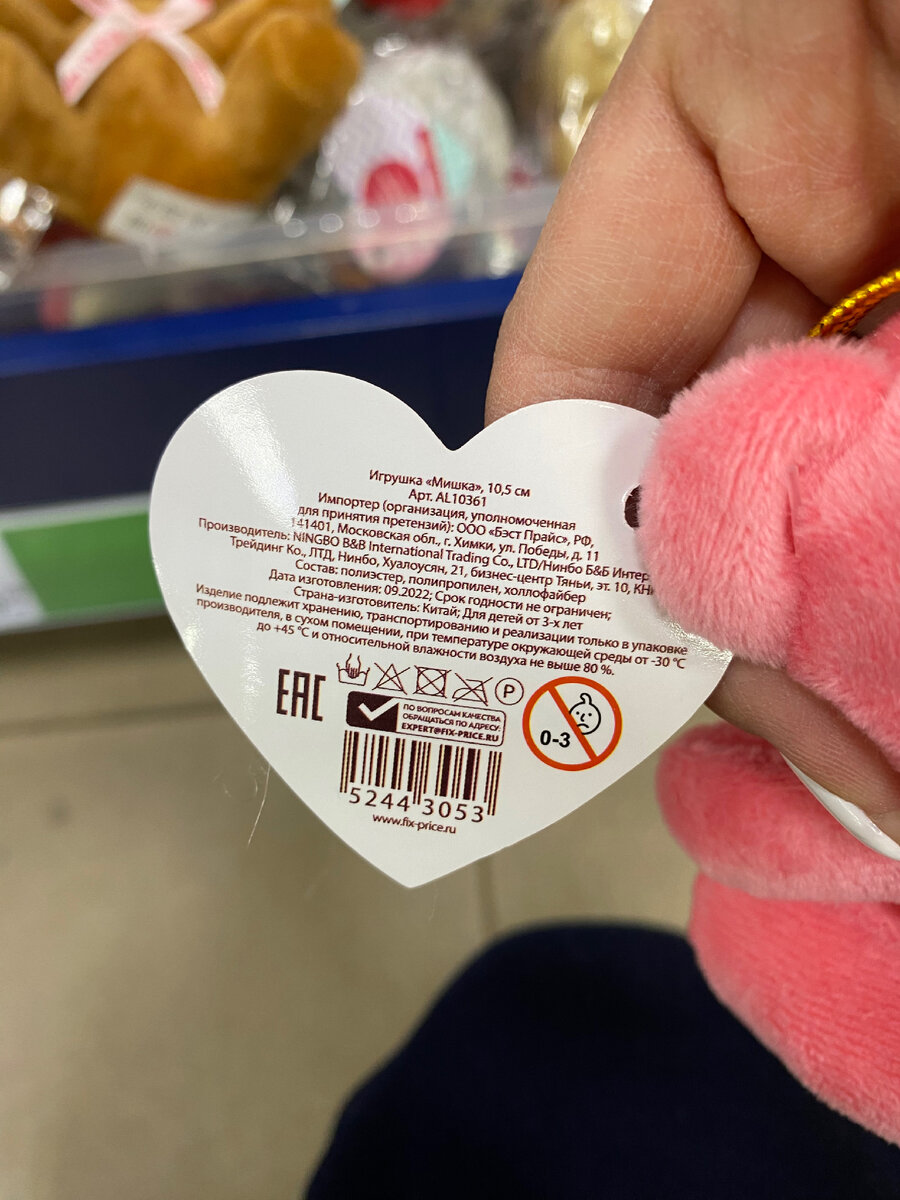 Игрушка «Мишка», 10,5 см
Арт. AL10361
Импортер (организация, уполномоченная
для принятия претензий): ООО «Бэст Прайс», РФ,
141401, Московская обл., г. Химки, ул. Победы, д. 11
Производитель: NINGBO B&B International Trading Co., LTD/Нинбо Б&Б Интер
Трейдинг Ко., ЛТД, Нинбо, Хуалоусян, 21, бизнес-центр Тяньи, эт. 10,
Состав: полиэстер, полипропилен, холлофайбер
Дата изготовления: 09.2022; Срок годности не ограничен;
Страна-изготовитель: Китай; Для детей от 3-х лет
Изделие подлежит хранению, транспортированию и реализации только в упаковке
производителя, в сухом помещении, при температуре окружающей среды от -30 °C
до +45 °C и относительной влажности воздуха не выше 80 %.
P
EAC
ПО ВОПРОСАМ КАЧЕСТВА
ОБРАЩАТЬСЯ ПО АДРЕСУ:
EXPERT@FIX-PRICE.RU
0-3
5244 3053
www.fix-price.ru